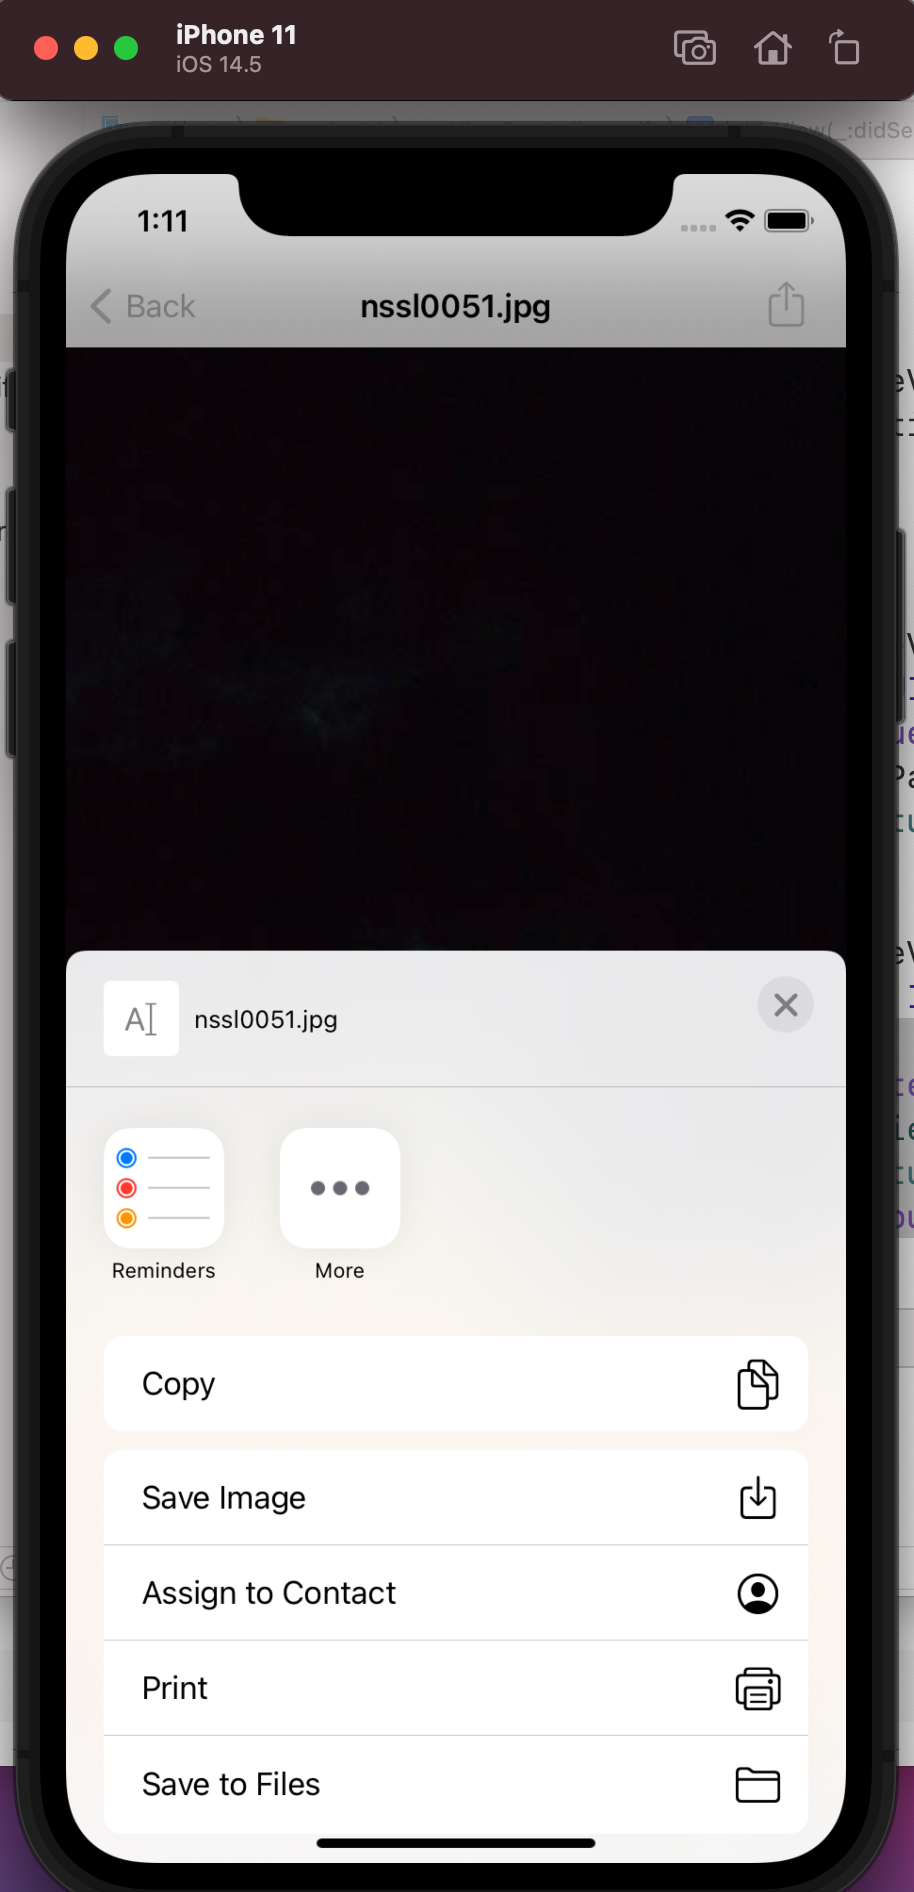 iPhone 11
iOS 14.5
1:11
Back
nssl0051.jpg
nssl0051.jpg
Reminders
More
Copy
Save Image
Assign to Contact
Print
Save to Files